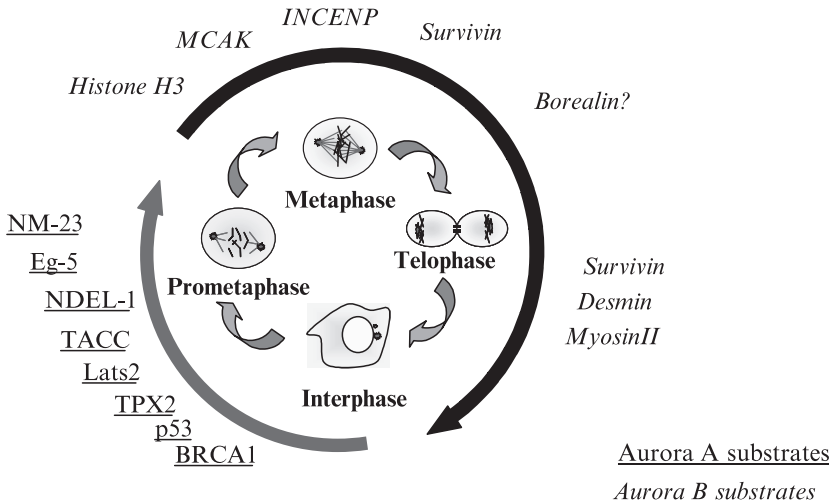 INCENP
MCAK
Survivin
Histone H3
Borealin?
Metaphase
NM-23
Telophase
Eg-5
Prometaphase
Survivin
NDEL-1
Desmin
MyosinII
TACC
Lats2
Interphase
TPX2
p53
BRCA1
Aurora A substrates
Aurora B substrates